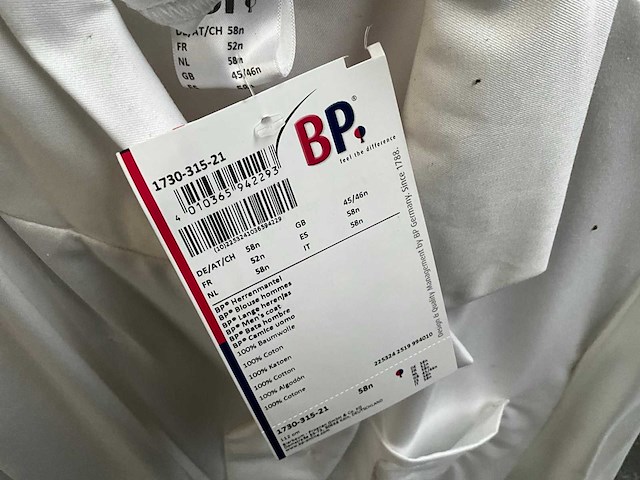 DE/AT/CH 58n
FR 52n
NL 58n
GB 45/46n
BP.®
feel the difference
1730-315-21
4 010365 942293
DE/AT/CH 58n GB 45/46n
FR 52n ES 58n
NL 58n IT 58n
BP® Herrenmantel
BP® Blouse hommes
BP® Lange herenjas
BP® Men's coat
BP® Bata hombre
BP® Camice uomo
100% Baumwolle
100% Coton
100% Katoen
100% Cotton
100% Algodón
100% Cotone
225324 2519 994010
1730-315-21 58n
Design & Quality Management by BP Germany. Since 1788.